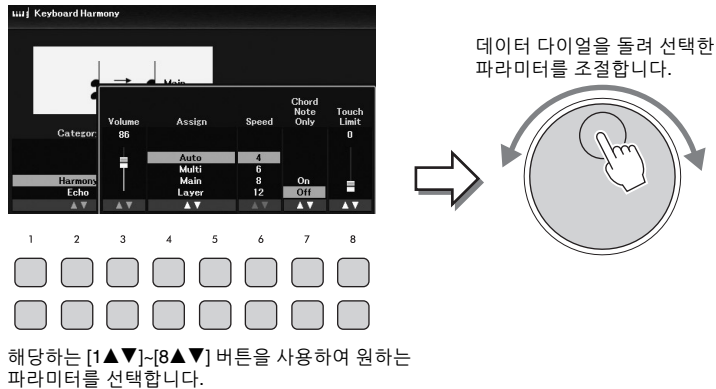 Keyboard Harmony
Main
Category
Harmony
Echo
Volume
86
Assign
Auto
Multi
Main
Layer
Speed
4
6
8
12
Chord
Note
Only
On
Off
Touch
Limit
0
▲▼ ▲▼ ▲▼ ▲▼ ▲▼ ▲▼
1 2 3 4 5 6 7 8
해당하는 [1▲▼]~[8▲▼] 버튼을 사용하여 원하는
파라미터를 선택합니다.
데이터 다이얼을 돌려 선택한
파라미터를 조절합니다.